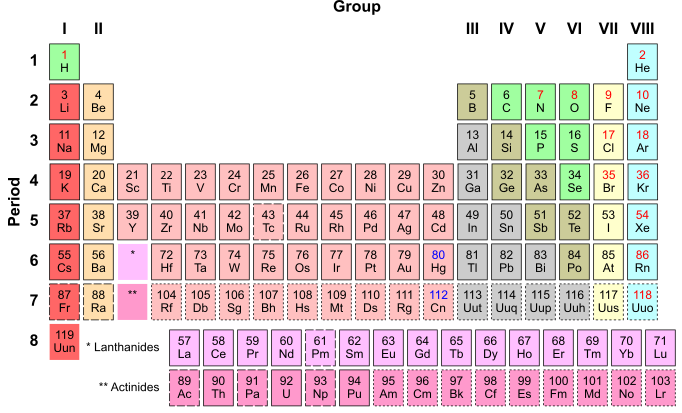 Group
I II III IV V VI VII VIII
1 1 2
H He
2 3 4 5 6 7 8 9 10
Li Be B C N O F Ne
3 11 12 13 14 15 16 17 18
Na Mg Al Si P S Cl Ar
4 19 20 21 22 23 24 25 26 27 28 29 30 31 32 33 34 35 36
K Ca Sc Ti V Cr Mn Fe Co Ni Cu Zn Ga Ge As Se Br Kr
Period
5 37 38 39 40 41 42 43 44 45 46 47 48 49 50 51 52 53 54
Rb Sr Y Zr Nb Mo Tc Ru Rh Pd Ag Cd In Sn Sb Te I Xe
6 55 56 * 72 73 74 75 76 77 78 79 80 81 82 83 84 85 86
Cs Ba Hf Ta W Re Os Ir Pt Au Hg Tl Pb Bi Po At Rn
7 87 88 ** 104 105 106 107 108 109 110 111 112 113 114 115 116 117 118
Fr Ra Rf Db Sg Bh Hs Mt Ds Rg Cn Uut Uuq Uup Uuh Uus Uuo
8 119
Uun
* Lanthanides 57 58 59 60 61 62 63 64 65 66 67 68 69 70 71
La Ce Pr Nd Pm Sm Eu Gd Tb Dy Ho Er Tm Yb Lu
** Actinides 89 90 91 92 93 94 95 96 97 98 99 100 101 102 103
Ac Th Pa U Np Pu Am Cm Bk Cf Es Fm Md No Lr